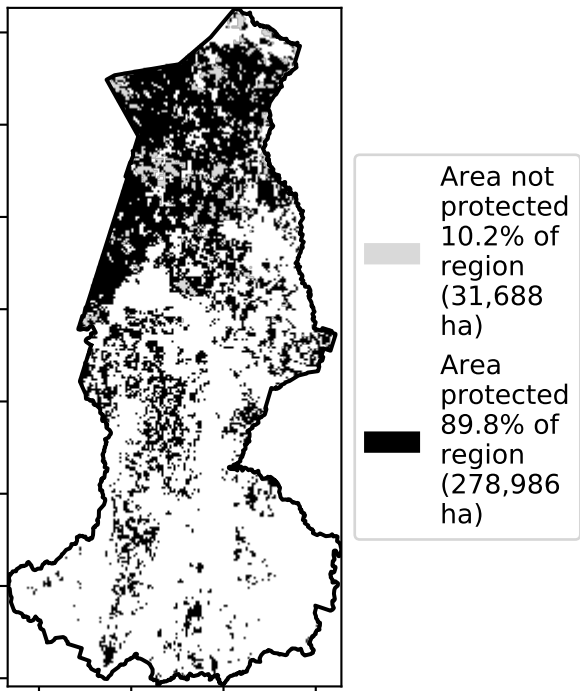 Area not
protected
10.2% of
region
(31,688
ha)
Area
protected
89.8% of
region
(278,986
ha)